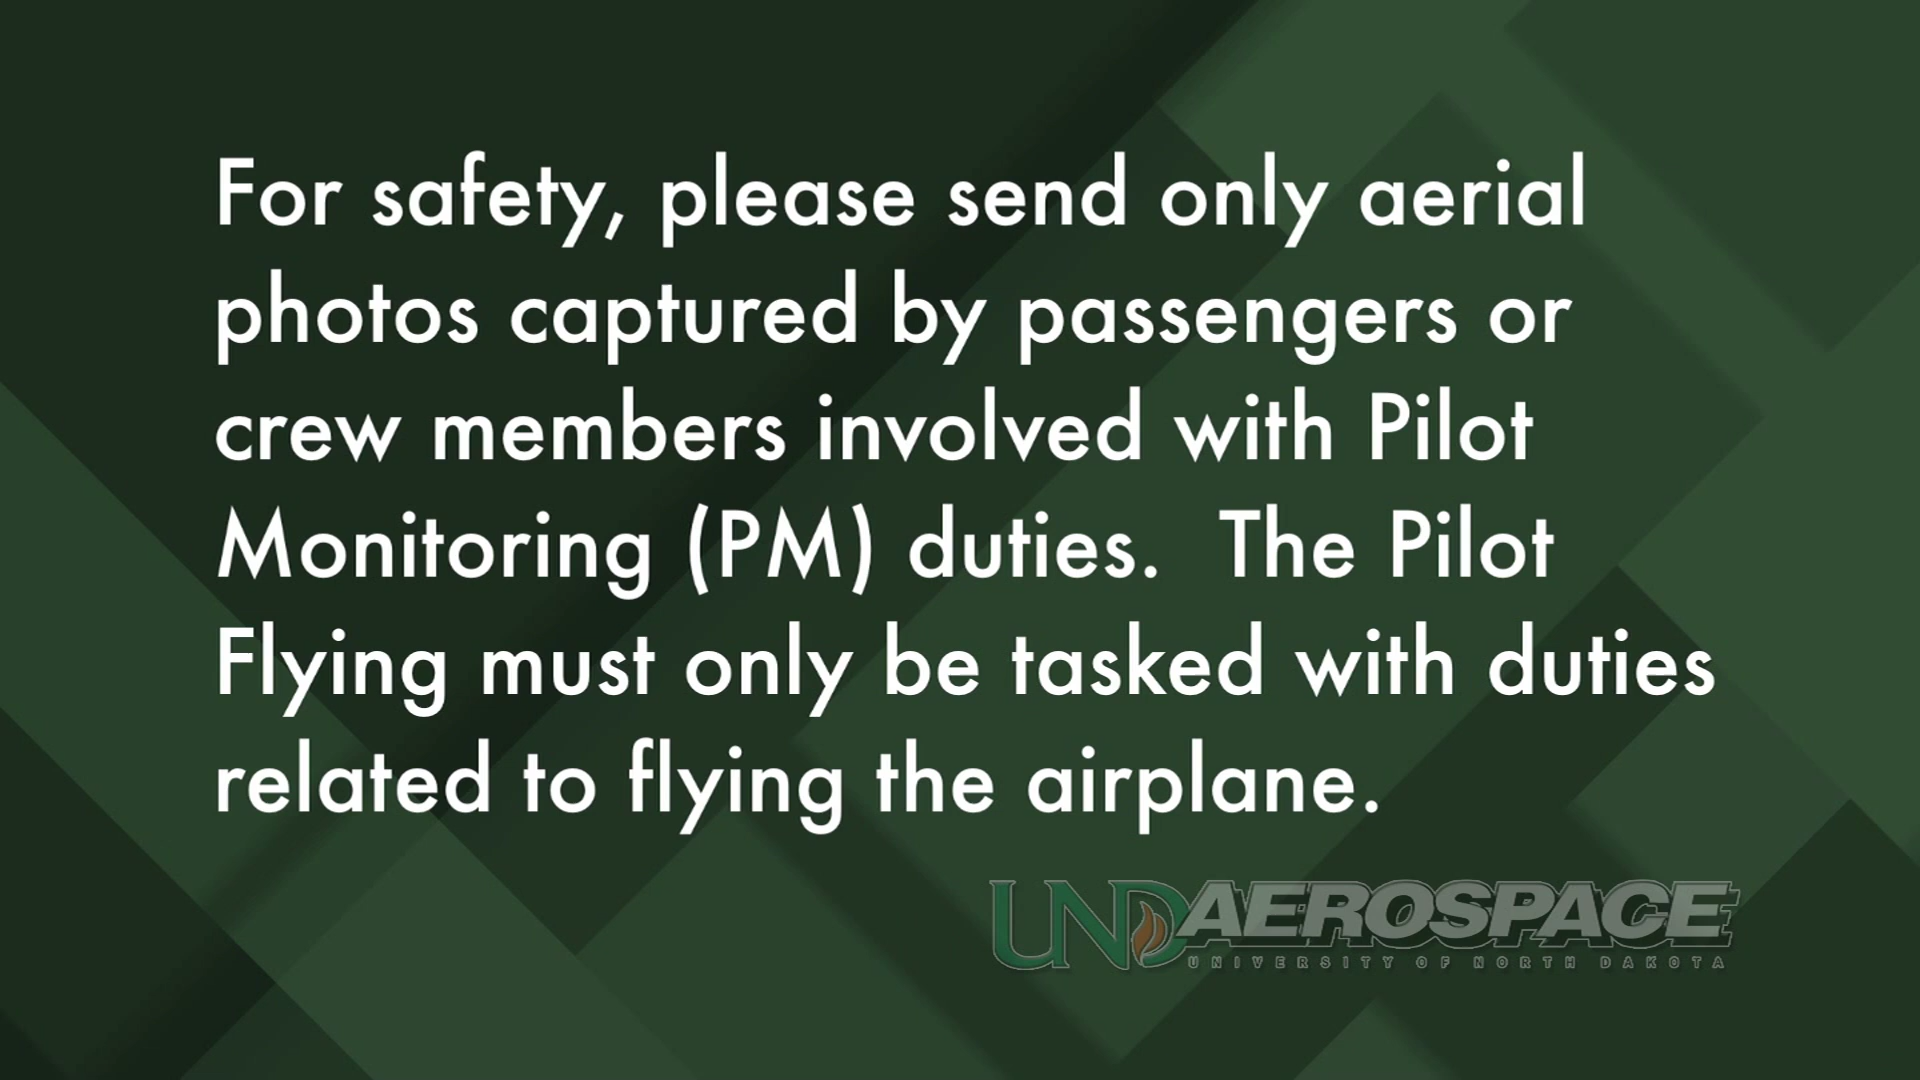 For safety, please send only aerial
photos captured by passengers or
crew members involved with Pilot
Monitoring (PM) duties.  The Pilot
Flying must only be tasked with duties
related to flying the airplane.
UND AEROSPACE
UNIVERSITY OF NORTH DAKOTA